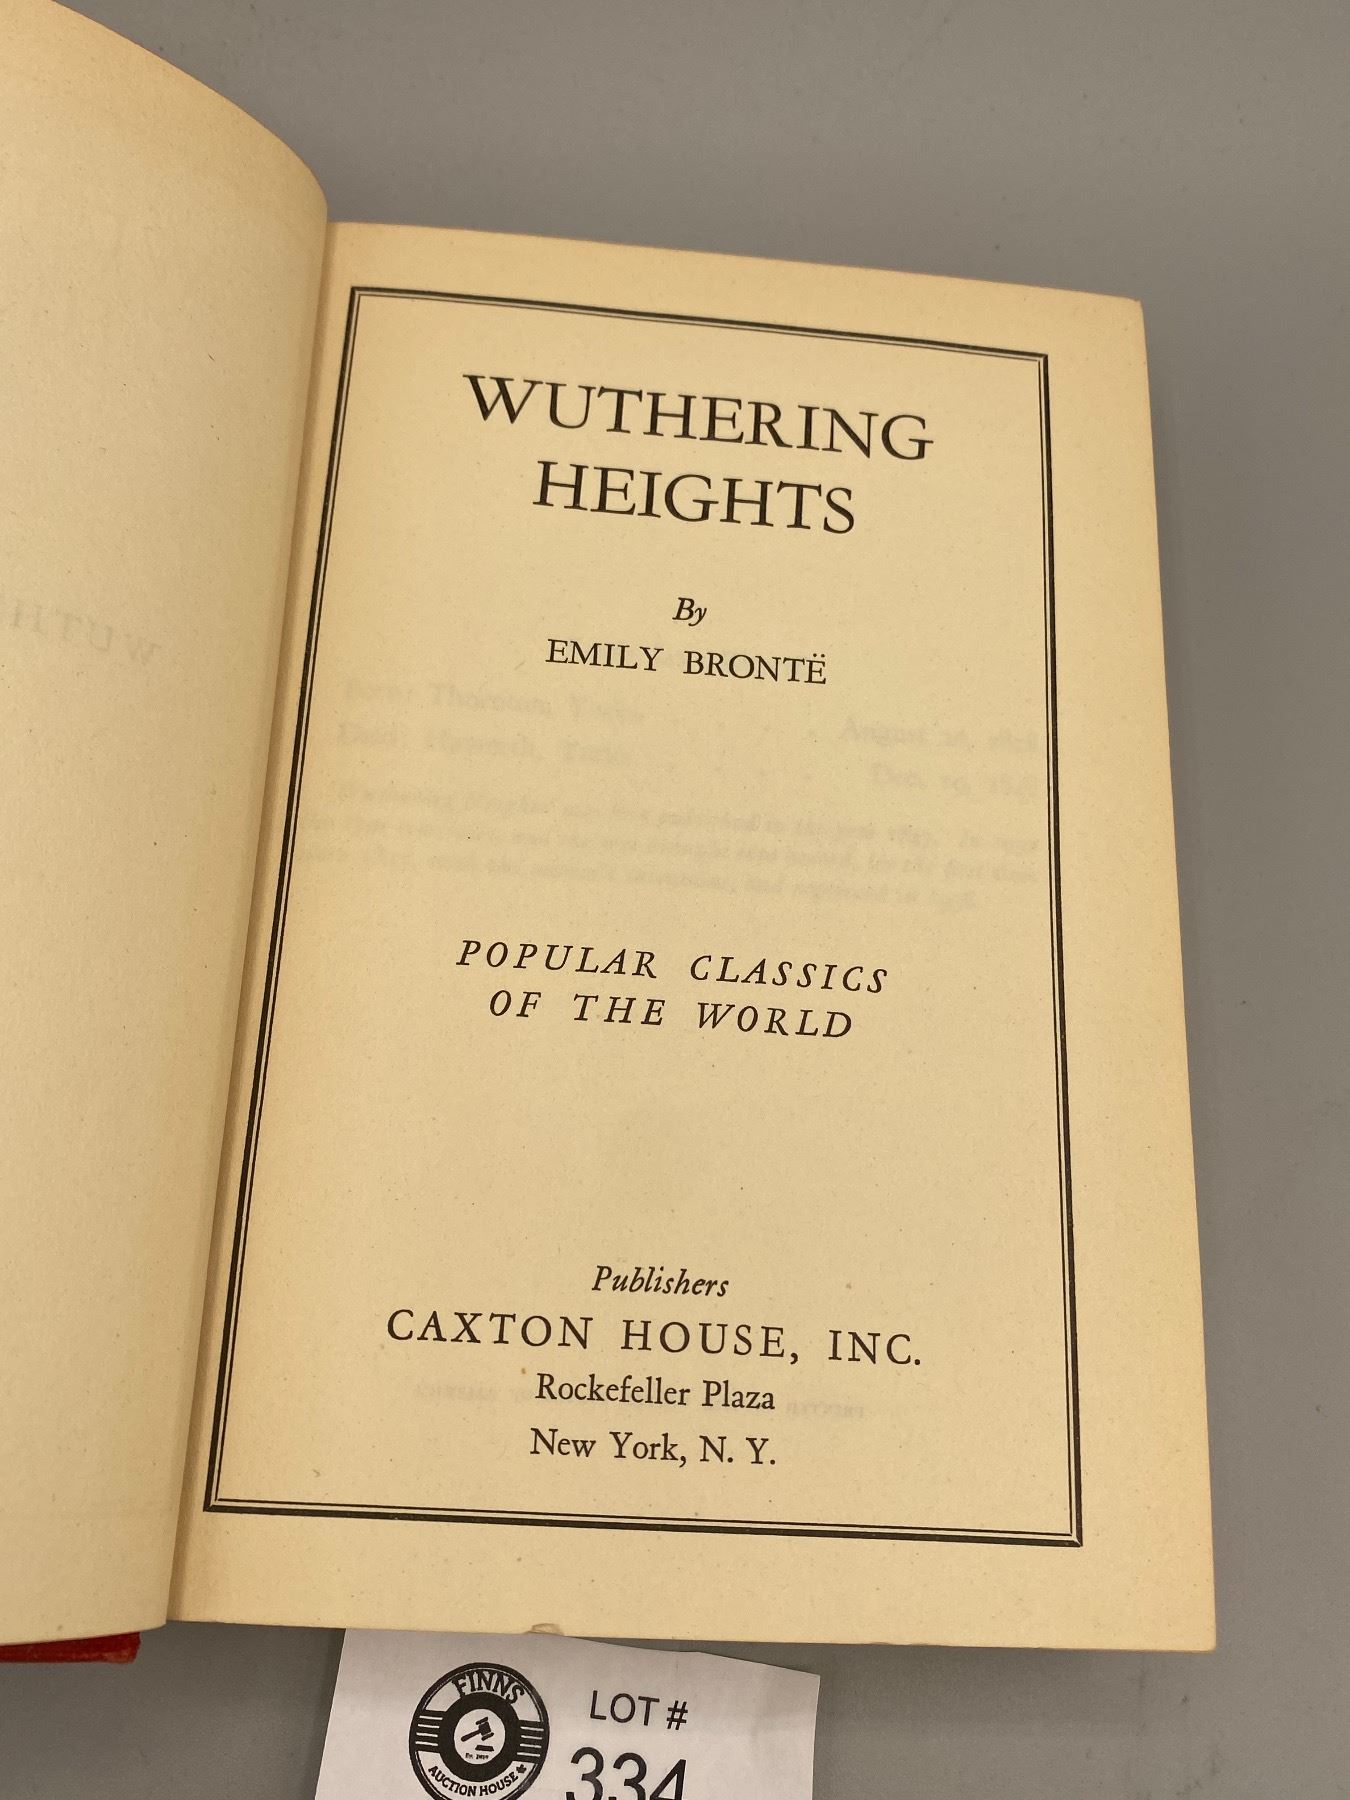 WUTHERING
HEIGHTS
By
EMILY BRONTË
POPULAR CLASSICS
OF THE WORLD
Publishers
CAXTON HOUSE, INC.
Rockefeller Plaza
New York, N. Y.
FINNS
AUCTION HOUSE
LOT #
334